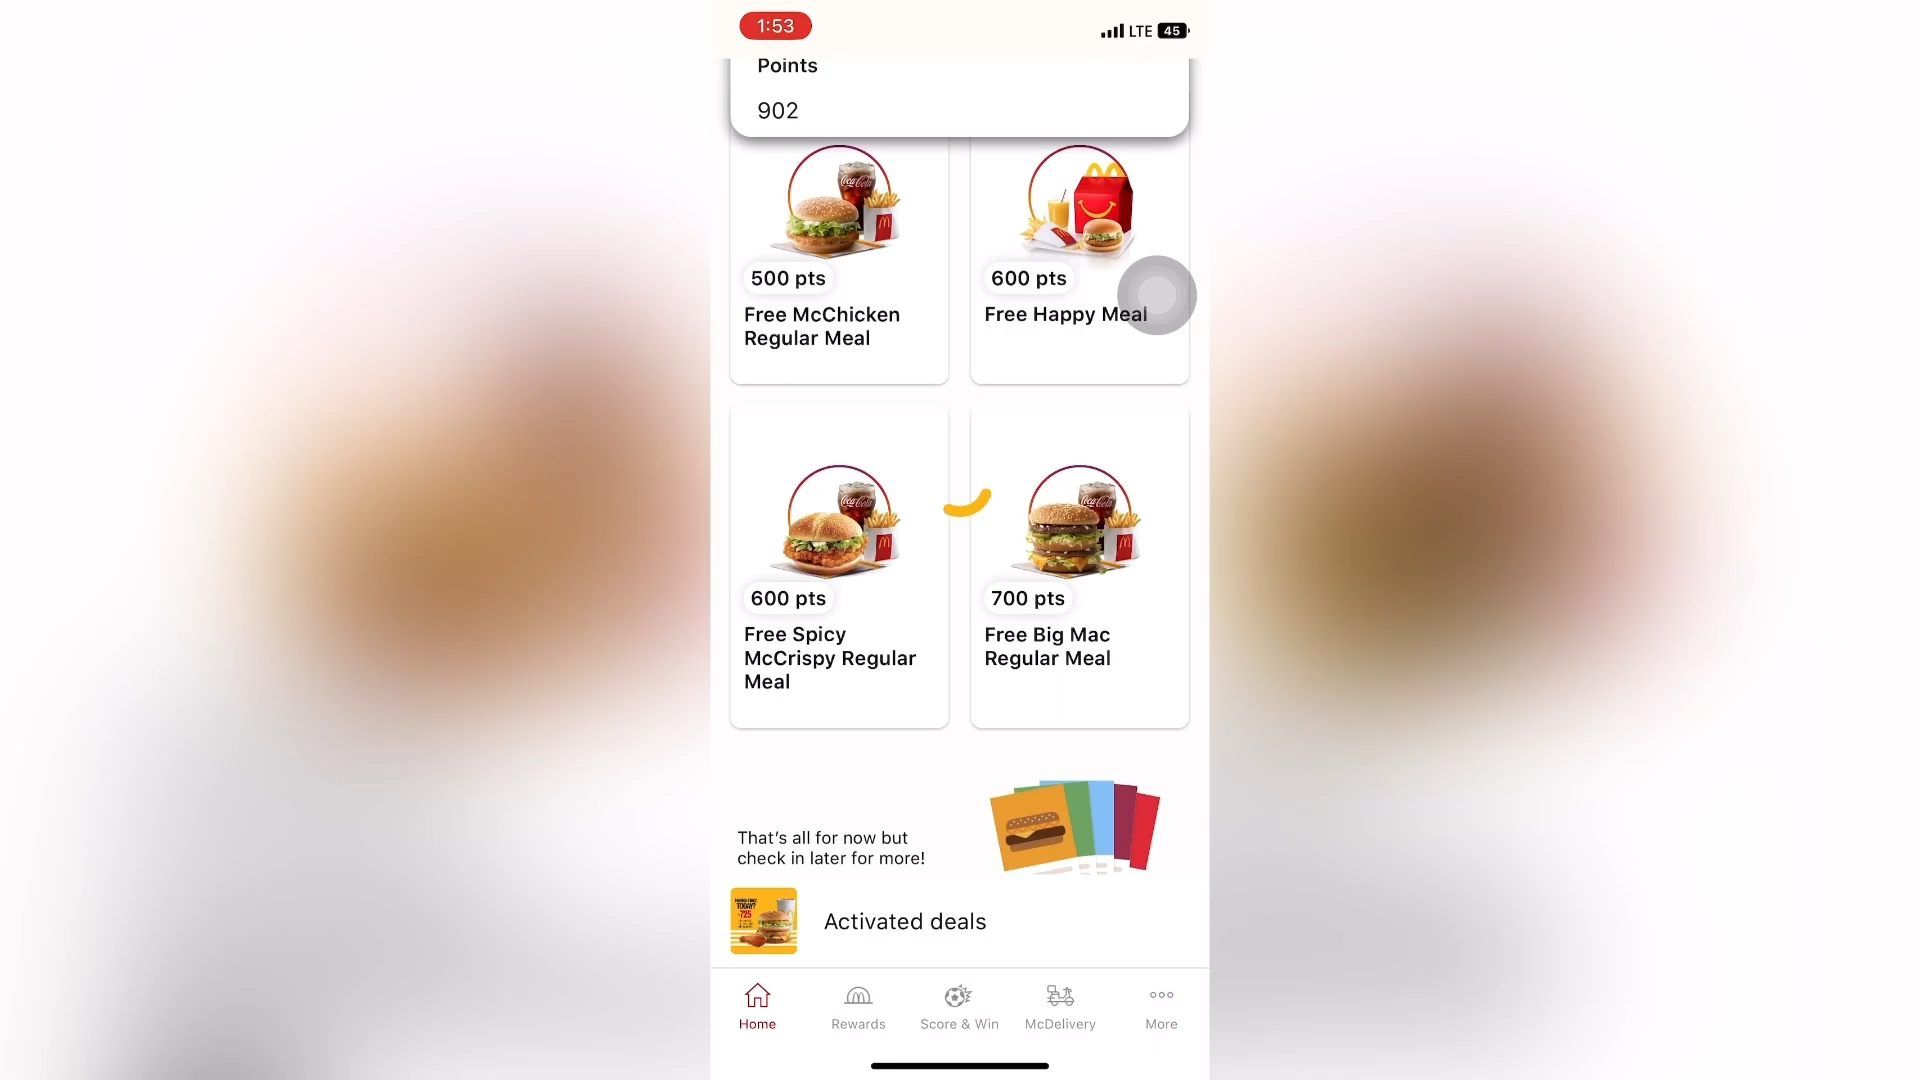 1:53
LTE 45
Points
902
500 pts
Free McChicken
Regular Meal
600 pts
Free Happy Meal
600 pts
Free Spicy
McCrispy Regular
Meal
700 pts
Free Big Mac
Regular Meal
That's all for now but
check in later for more!
Activated deals
Home
Rewards
Score & Win
McDelivery
More